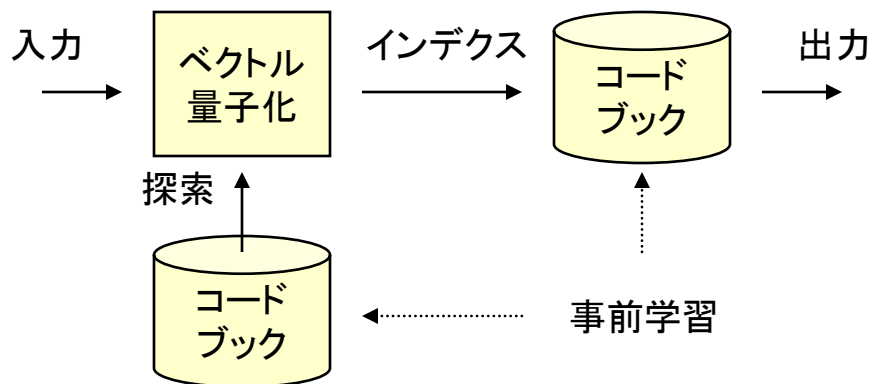 入力
ベクトル
量子化
インデクス
コード
ブック
出力
探索
コード
ブック
事前学習